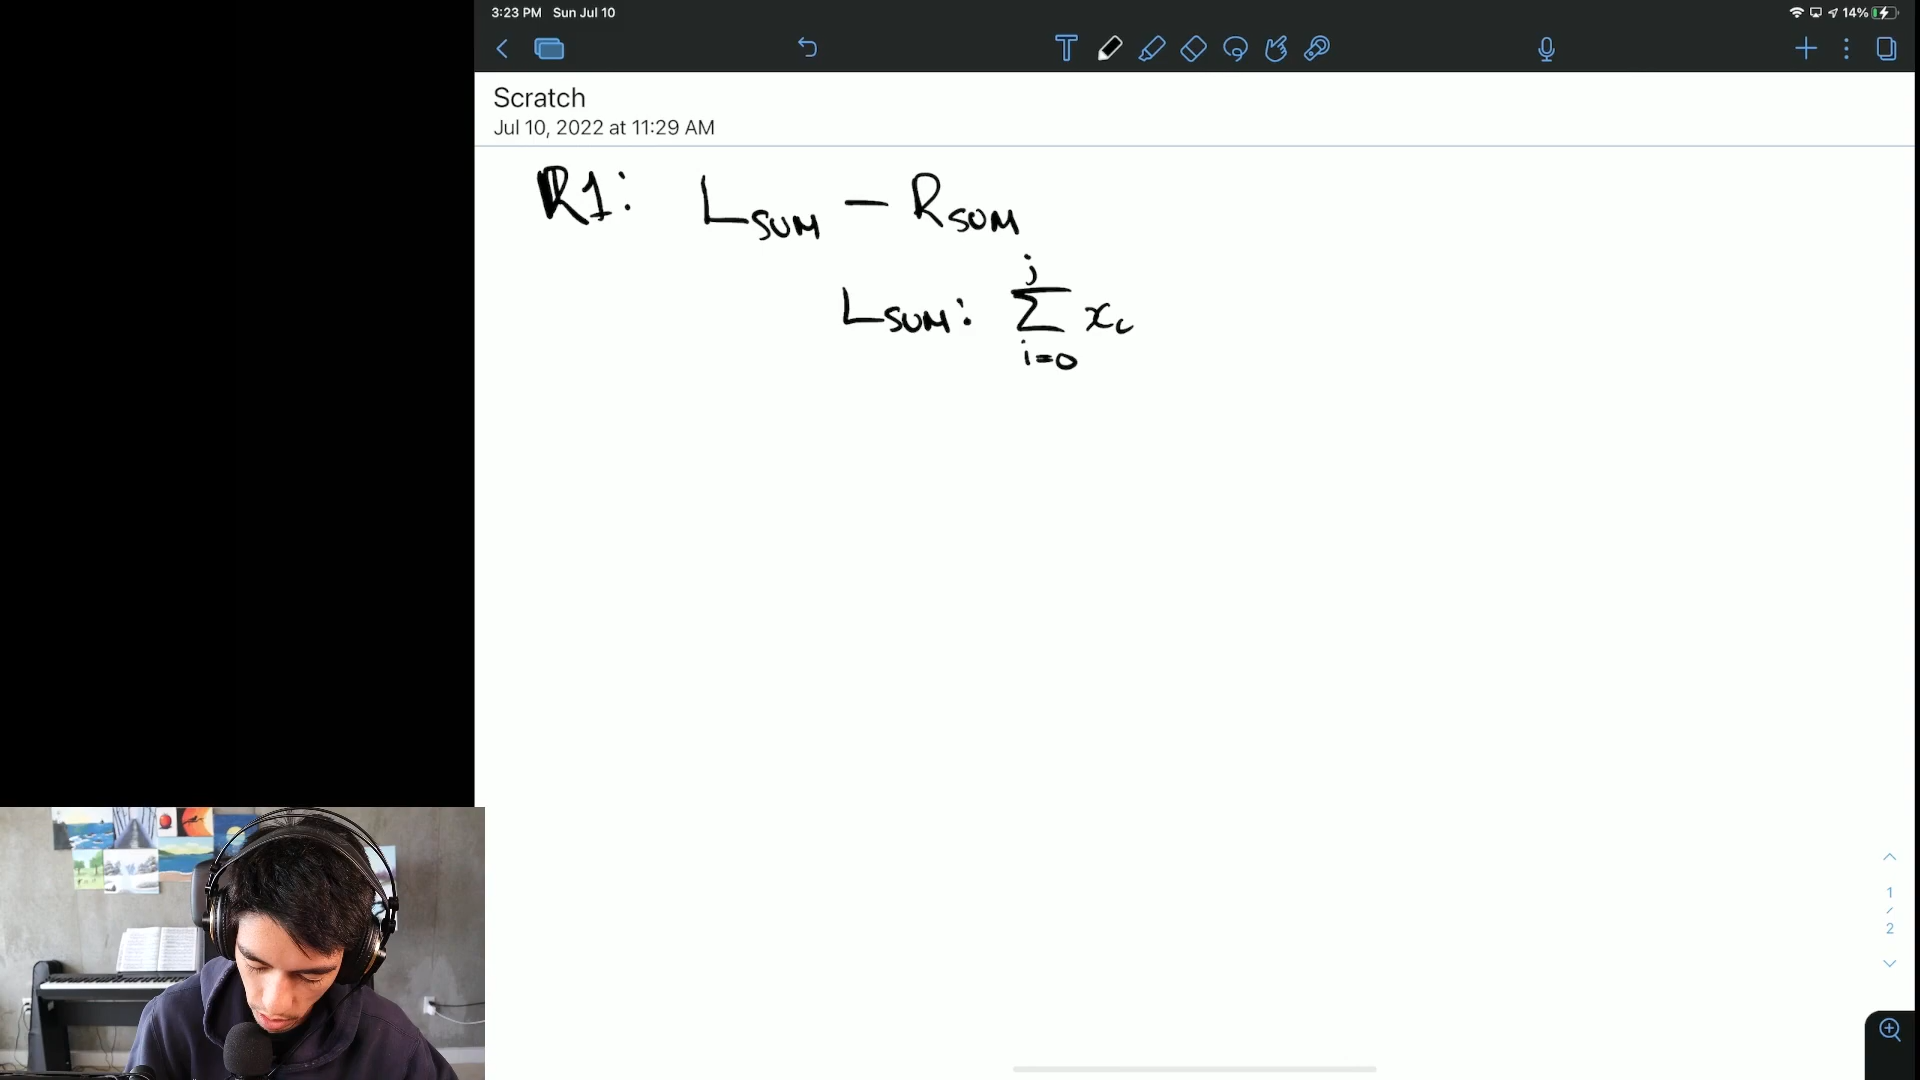 3:23 PM Sun Jul 10
14%
Scratch
Jul 10, 2022 at 11:29 AM
R1: L_SUM − R_SUM
L_SUM: ∑_{i=0}^{j} x_i
1
/
2